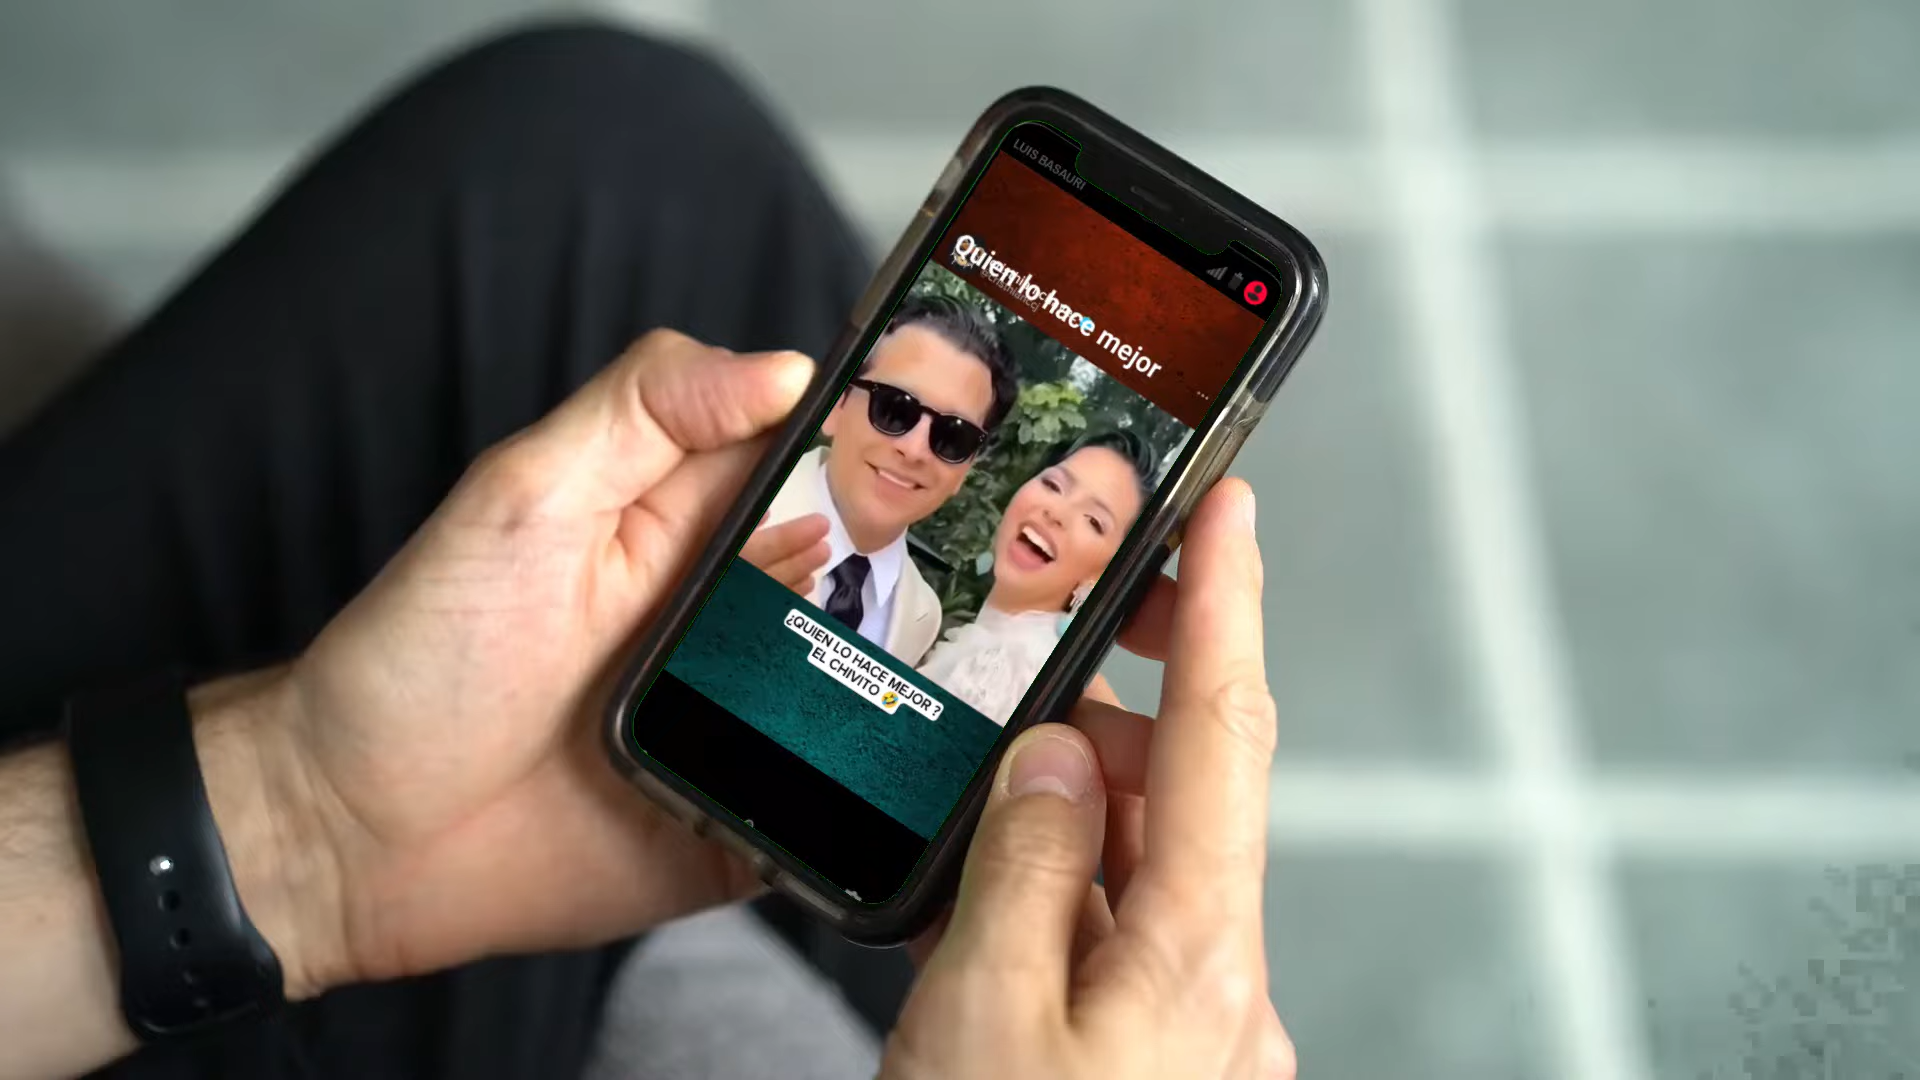 LUIS BASAURI
Quien lo hace mejor
¿QUIEN LO HACE MEJOR ?
EL CHIVITO 🤣